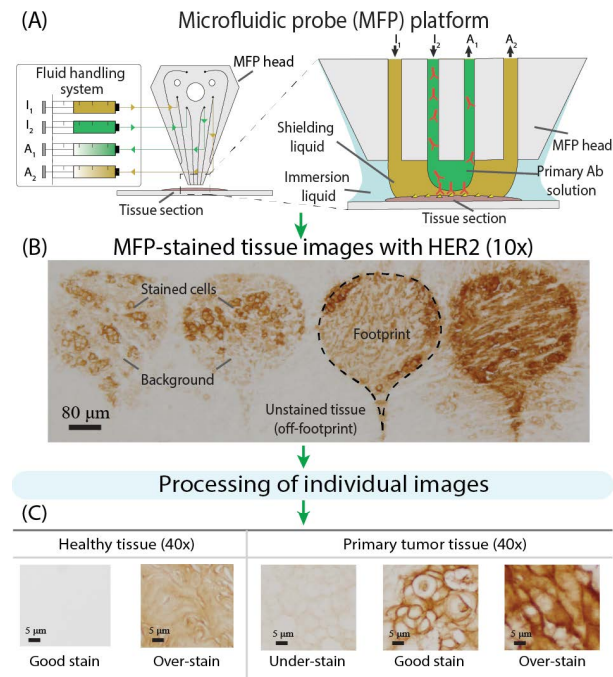 (A)
Microfluidic probe (MFP) platform
Fluid handling
system
I₁
I₂
A₁
A₂
MFP head
Tissue section
I₁
I₂
A₁
A₂
Shielding
liquid
Immersion
liquid
MFP head
Primary Ab
solution
Tissue section
(B)
MFP-stained tissue images with HER2 (10x)
Stained cells
Background
Footprint
Unstained tissue
(off-footprint)
80 μm
Processing of individual images
(C)
Healthy tissue (40x)
Primary tumor tissue (40x)
5 μm
5 μm
5 μm
5 μm
5 μm
Good stain
Over-stain
Under-stain
Good stain
Over-stain